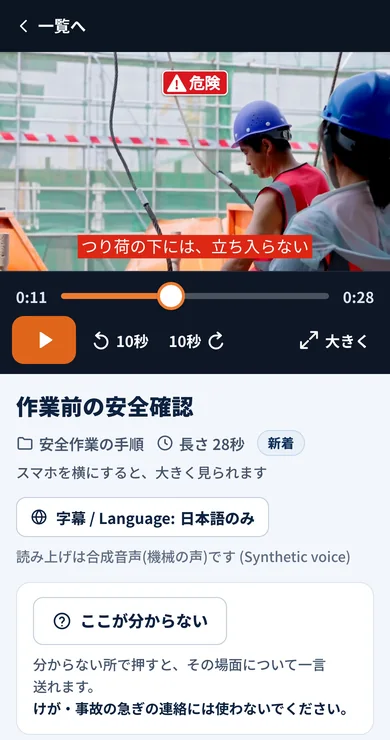 一覧へ
危険
つり荷の下には、立ち入らない
0:11
0:28
10秒 10秒 大きく
作業前の安全確認
安全作業の手順 長さ 28秒 新着
スマホを横にすると、大きく見られます
字幕 / Language: 日本語のみ
読み上げは合成音声(機械の声)です (Synthetic voice)
ここが分からない
分からない所で押すと、その場面について一言
送れます。
けが・事故の急ぎの連絡には使わないでください。